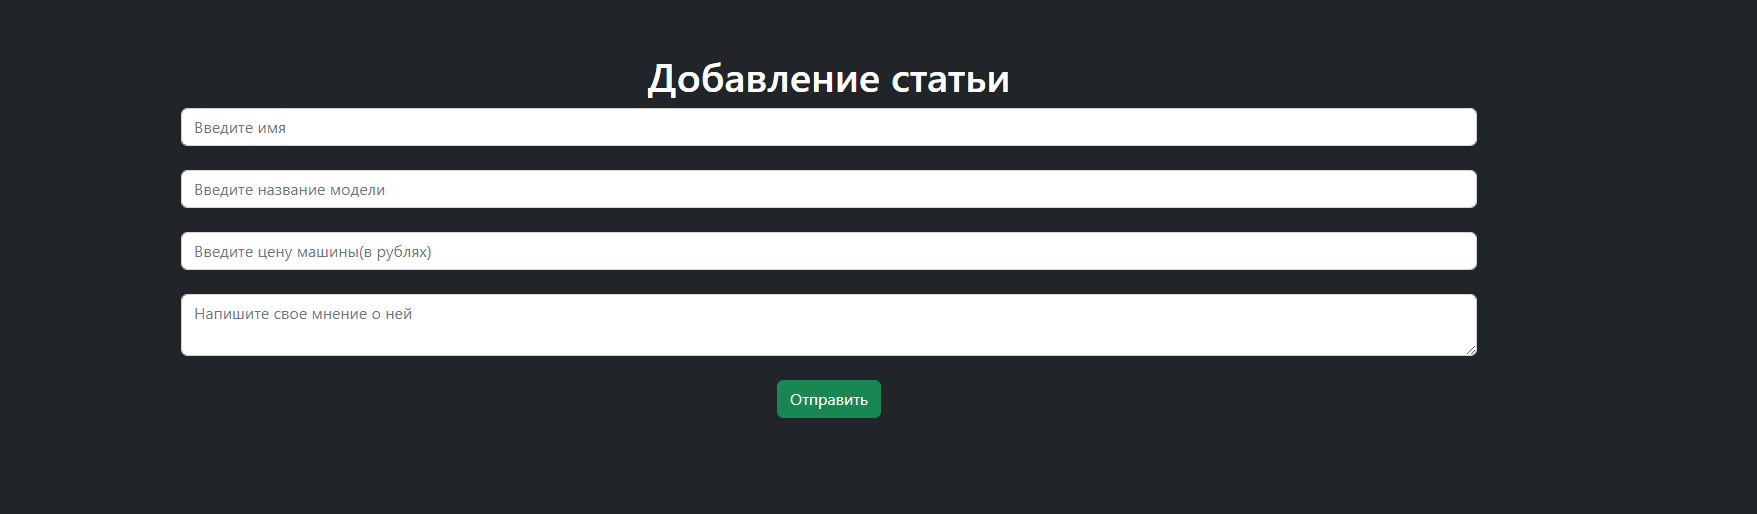 Добавление статьи
Введите имя
Введите название модели
Введите цену машины(в рублях)
Напишите свое мнение о ней
Отправить